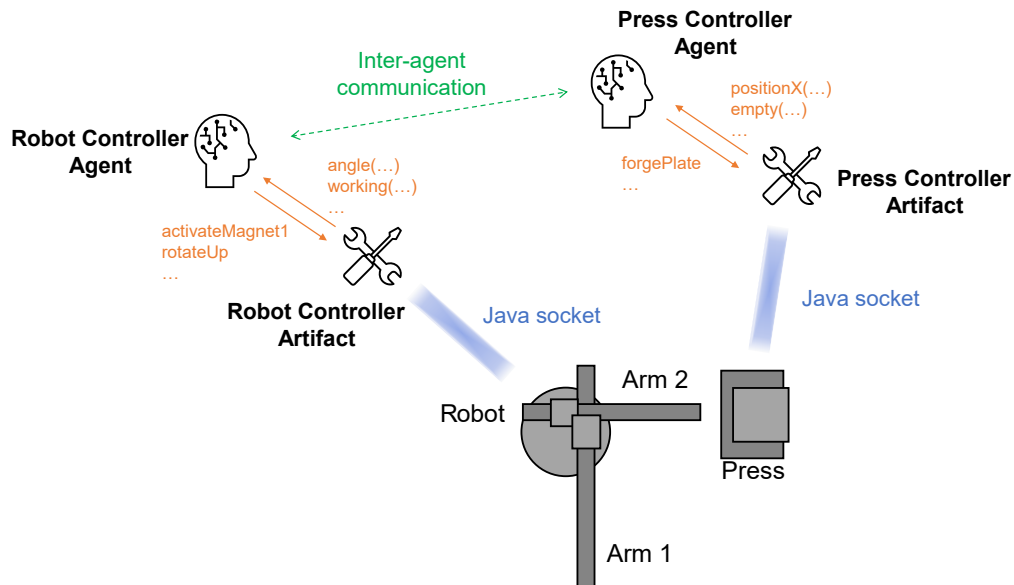 Press Controller
Agent
Inter-agent
communication
positionX(…)
empty(…)
…
Robot Controller
Agent
angle(…)
working(…)
…
forgePlate
…
Press Controller
Artifact
activateMagnet1
rotateUp
…
Robot Controller
Artifact
Java socket
Java socket
Arm 2
Robot
Press
Arm 1